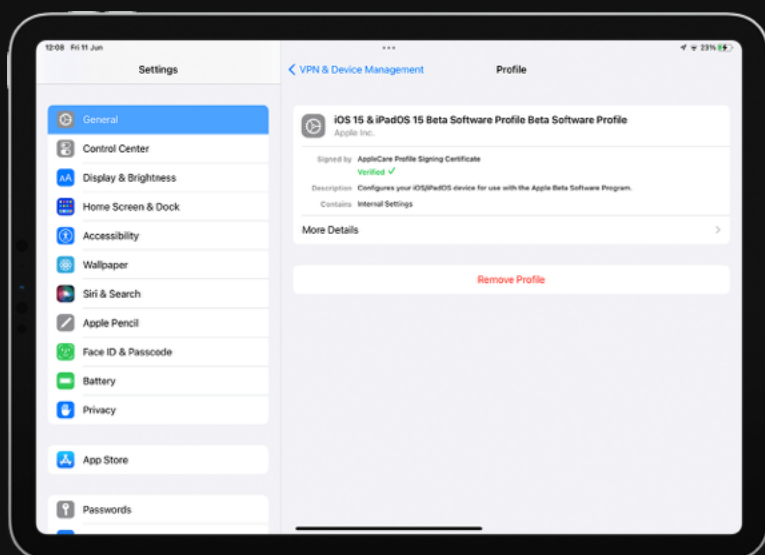 12:08 Fri 11 Jun
23%
Settings
VPN & Device Management
Profile
General
Control Center
Display & Brightness
Home Screen & Dock
Accessibility
Wallpaper
Siri & Search
Apple Pencil
Face ID & Passcode
Battery
Privacy
App Store
Passwords
iOS 15 & iPadOS 15 Beta Software Profile Beta Software Profile
Apple Inc.
Signed by AppleCare Profile Signing Certificate
Verified ✓
Description Configures your iOS/iPadOS device for use with the Apple Beta Software Program.
Contains Internal Settings
More Details
Remove Profile